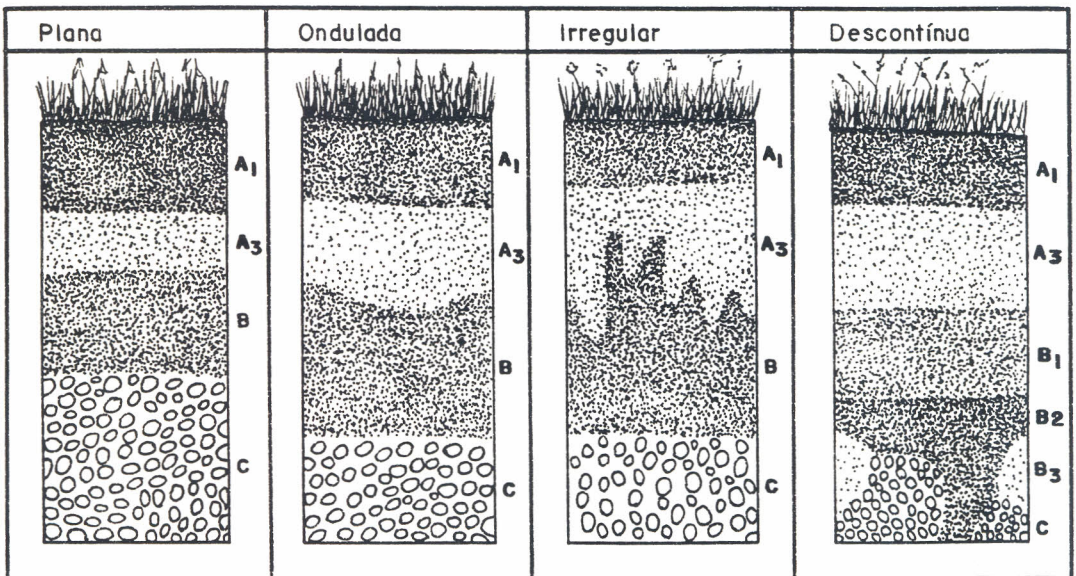 Plana
Ondulada
Irregular
Descontínua
A1
A3
B
C
A1
A3
B
C
A1
A3
B
C
A1
A3
B1
B2
B3
C